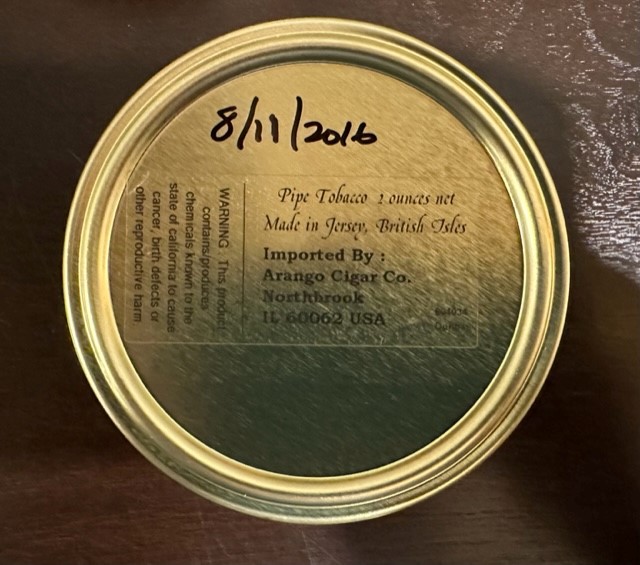 8/11/2016
Pipe Tobacco 2 ounces net
Made in Jersey, British Isles
Imported By :
Arango Cigar Co.
Northbrook
IL 60062 USA
WARNING This product
contains/produces
chemicals known to the
state of california to cause
cancer, birth defects or
other reproductive harm